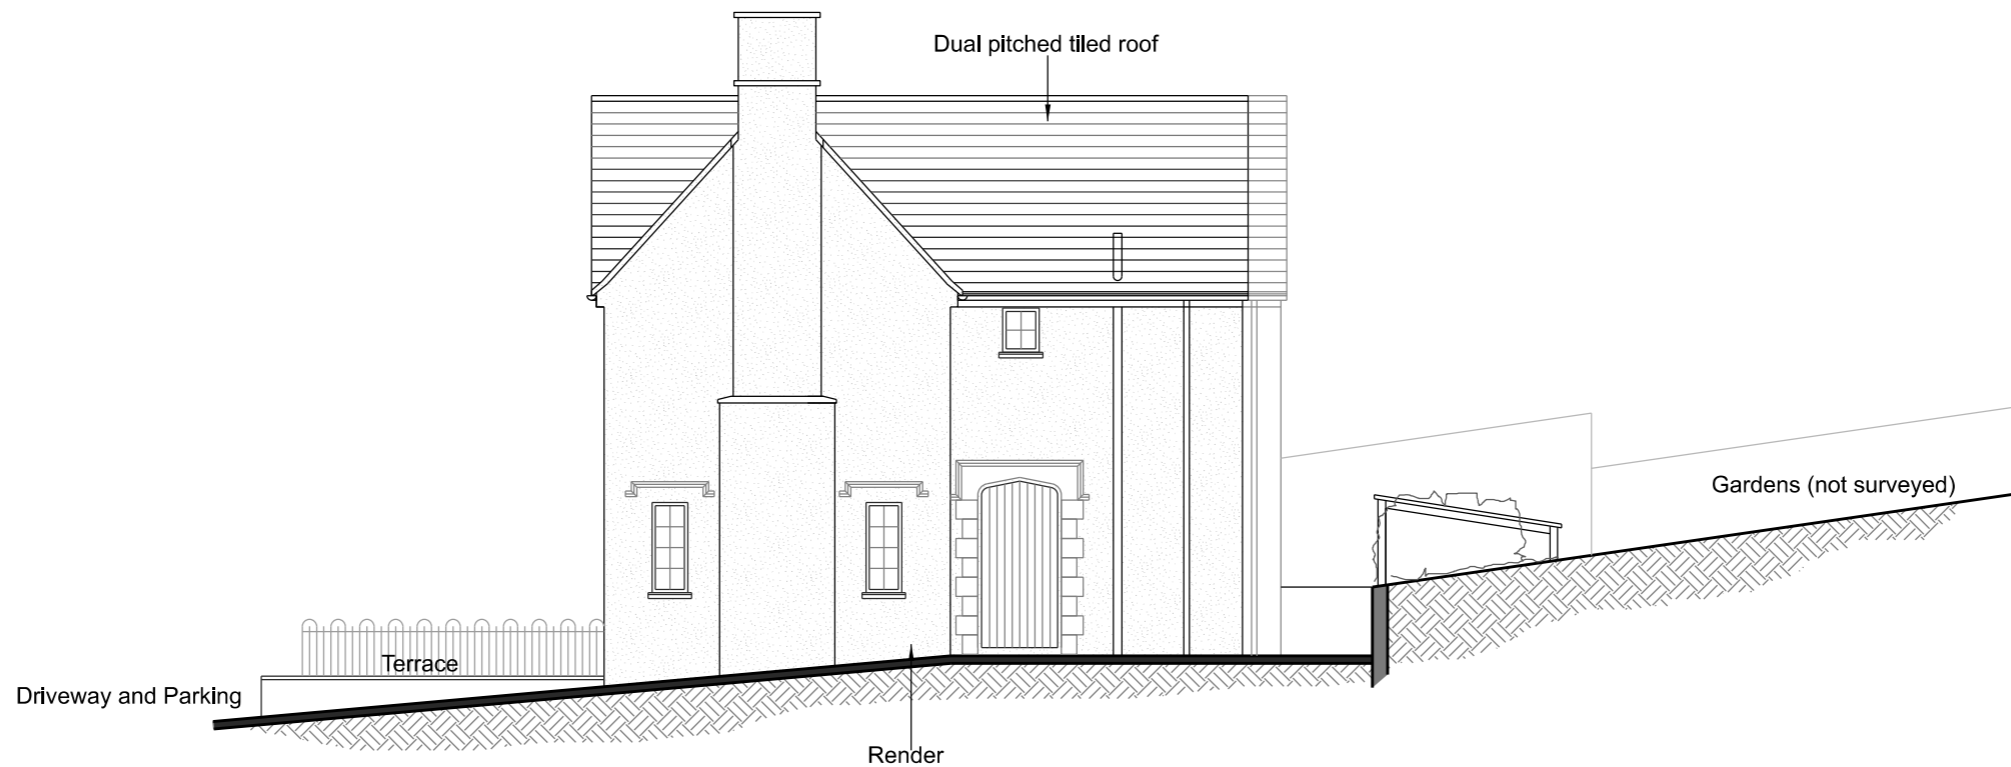 Dual pitched tiled roof
Gardens (not surveyed)
Terrace
Driveway and Parking
Render